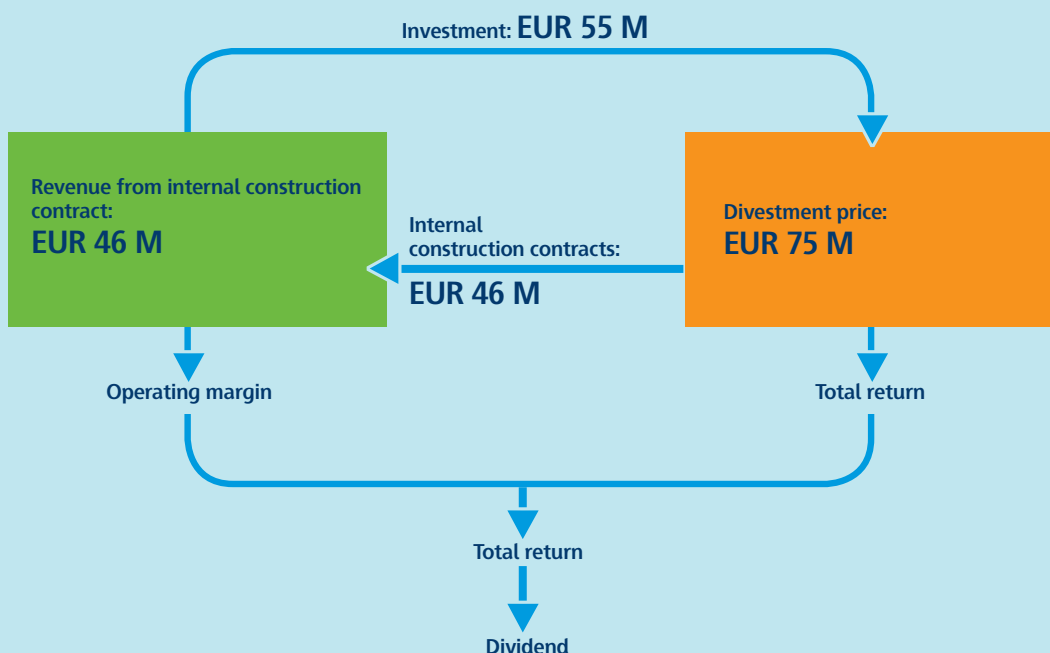 Investment: EUR 55 M
Revenue from internal construction
contract:
EUR 46 M
Internal
construction contracts:
EUR 46 M
Divestment price:
EUR 75 M
Operating margin
Total return
Total return
Dividend